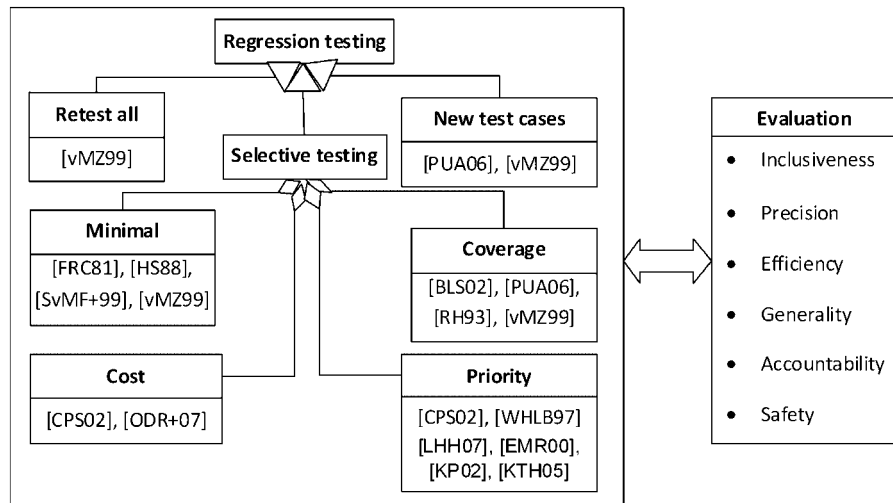 Regression testing
Retest all
[vMZ99]
Selective testing
New test cases
[PUA06], [vMZ99]
Minimal
[FRC81], [HS88],
[SvMF+99], [vMZ99]
Coverage
[BLS02], [PUA06],
[RH93], [vMZ99]
Cost
[CPS02], [ODR+07]
Priority
[CPS02], [WHLB97]
[LHH07], [EMR00],
[KP02], [KTH05]
Evaluation
• Inclusiveness
• Precision
• Efficiency
• Generality
• Accountability
• Safety